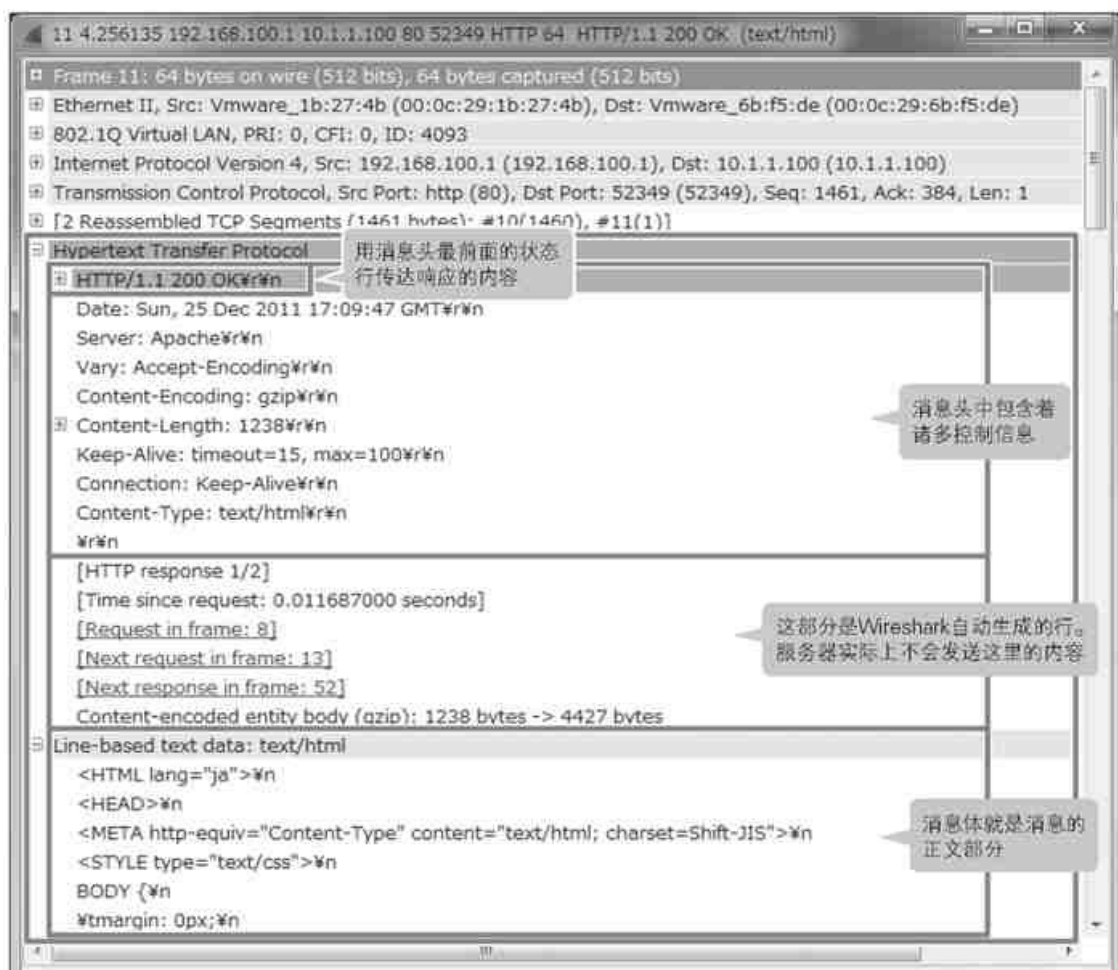 11 4.256135 192.168.100.1 10.1.1.100 80 52349 HTTP 64 HTTP/1.1 200 OK (text/html)
Frame 11: 64 bytes on wire (512 bits), 64 bytes captured (512 bits)
Ethernet II, Src: Vmware_1b:27:4b (00:0c:29:1b:27:4b), Dst: Vmware_6b:f5:de (00:0c:29:6b:f5:de)
802.1Q Virtual LAN, PRI: 0, CFI: 0, ID: 4093
Internet Protocol Version 4, Src: 192.168.100.1 (192.168.100.1), Dst: 10.1.1.100 (10.1.1.100)
Transmission Control Protocol, Src Port: http (80), Dst Port: 52349 (52349), Seq: 1461, Ack: 384, Len: 1
[2 Reassembled TCP Segments (1461 bytes): #10(1460), #11(1)]
Hypertext Transfer Protocol
用消息头最前面的状态
行传达响应的内容
HTTP/1.1 200 OK¥r¥n
Date: Sun, 25 Dec 2011 17:09:47 GMT¥r¥n
Server: Apache¥r¥n
Vary: Accept-Encoding¥r¥n
Content-Encoding: gzip¥r¥n
Content-Length: 1238¥r¥n
Keep-Alive: timeout=15, max=100¥r¥n
Connection: Keep-Alive¥r¥n
Content-Type: text/html¥r¥n
¥r¥n
消息头中包含着
诸多控制信息
[HTTP response 1/2]
[Time since request: 0.011687000 seconds]
[Request in frame: 8]
[Next request in frame: 13]
[Next response in frame: 52]
Content-encoded entity body (gzip): 1238 bytes -> 4427 bytes
这部分是Wireshark自动生成的行。
服务器实际上不会发送这里的内容
Line-based text data: text/html
<HTML lang="ja">¥n
<HEAD>¥n
<META http-equiv="Content-Type" content="text/html; charset=Shift-JIS">¥n
<STYLE type="text/css">¥n
BODY {¥n
¥tmargin: 0px;¥n
消息体就是消息的
正文部分